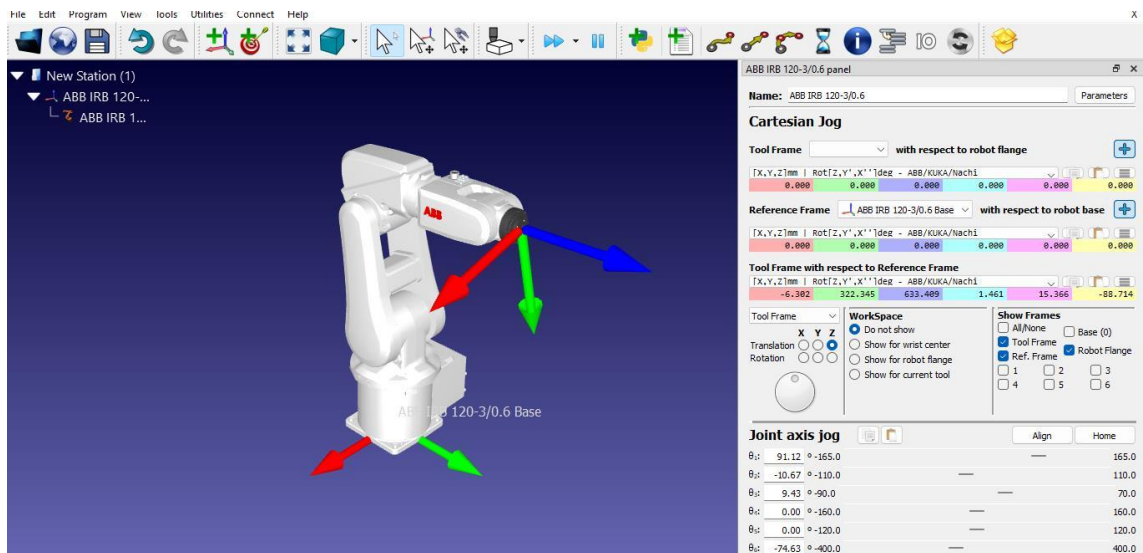 File Edit Program View Tools Utilities Connect Help X
ABB IRB 120-3/0.6 panel
New Station (1)
ABB IRB 120-...
ABB IRB 1...
ABB
ABB IRB 120-3/0.6 Base
Name: ABB IRB 120-3/0.6 Parameters
Cartesian Jog
Tool Frame with respect to robot flange
[X,Y,Z]mm | Rot[Z,Y',X'']deg - ABB/KUKA/Nachi
0.000 0.000 0.000 0.000 0.000 0.000
Reference Frame ABB IRB 120-3/0.6 Base with respect to robot base
[X,Y,Z]mm | Rot[Z,Y',X'']deg - ABB/KUKA/Nachi
0.000 0.000 0.000 0.000 0.000 0.000
Tool Frame with respect to Reference Frame
[X,Y,Z]mm | Rot[Z,Y',X'']deg - ABB/KUKA/Nachi
-6.302 322.345 633.409 1.461 15.366 -88.714
Tool Frame
X Y Z
Translation
Rotation
WorkSpace
Do not show
Show for wrist center
Show for robot flange
Show for current tool
Show Frames
All/None Base (0)
Tool Frame Robot Flange
Ref. Frame
1 2 3
4 5 6
Joint axis jog Align Home
θ₁: 91.12 º -165.0 165.0
θ₂: -10.67 º -110.0 110.0
θ₃: 9.43 º -90.0 70.0
θ₄: 0.00 º -160.0 160.0
θ₅: 0.00 º -120.0 120.0
θ₆: -74.63 º -400.0 400.0